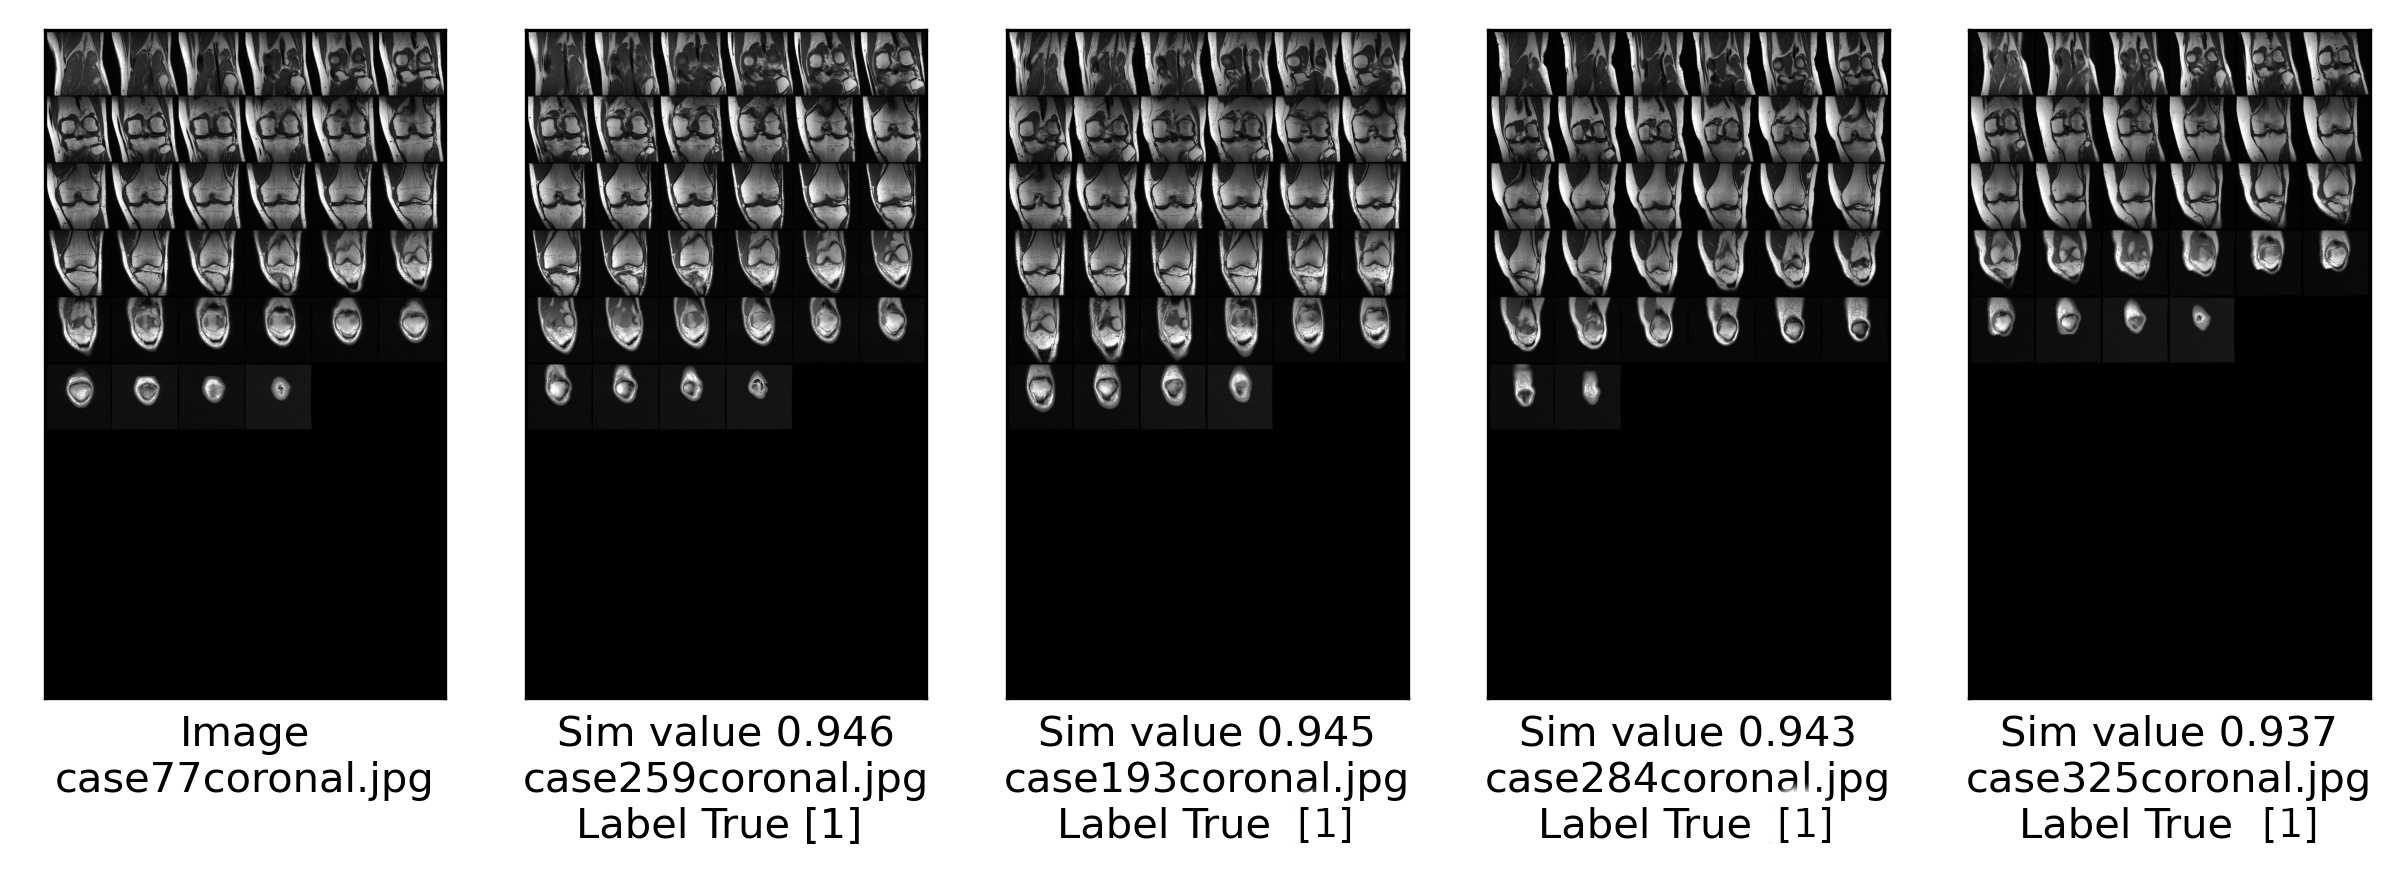 Image
case77coronal.jpg
Sim value 0.946
case259coronal.jpg
Label True [1]
Sim value 0.945
case193coronal.jpg
Label True [1]
Sim value 0.943
case284coronal.jpg
Label True [1]
Sim value 0.937
case325coronal.jpg
Label True [1]